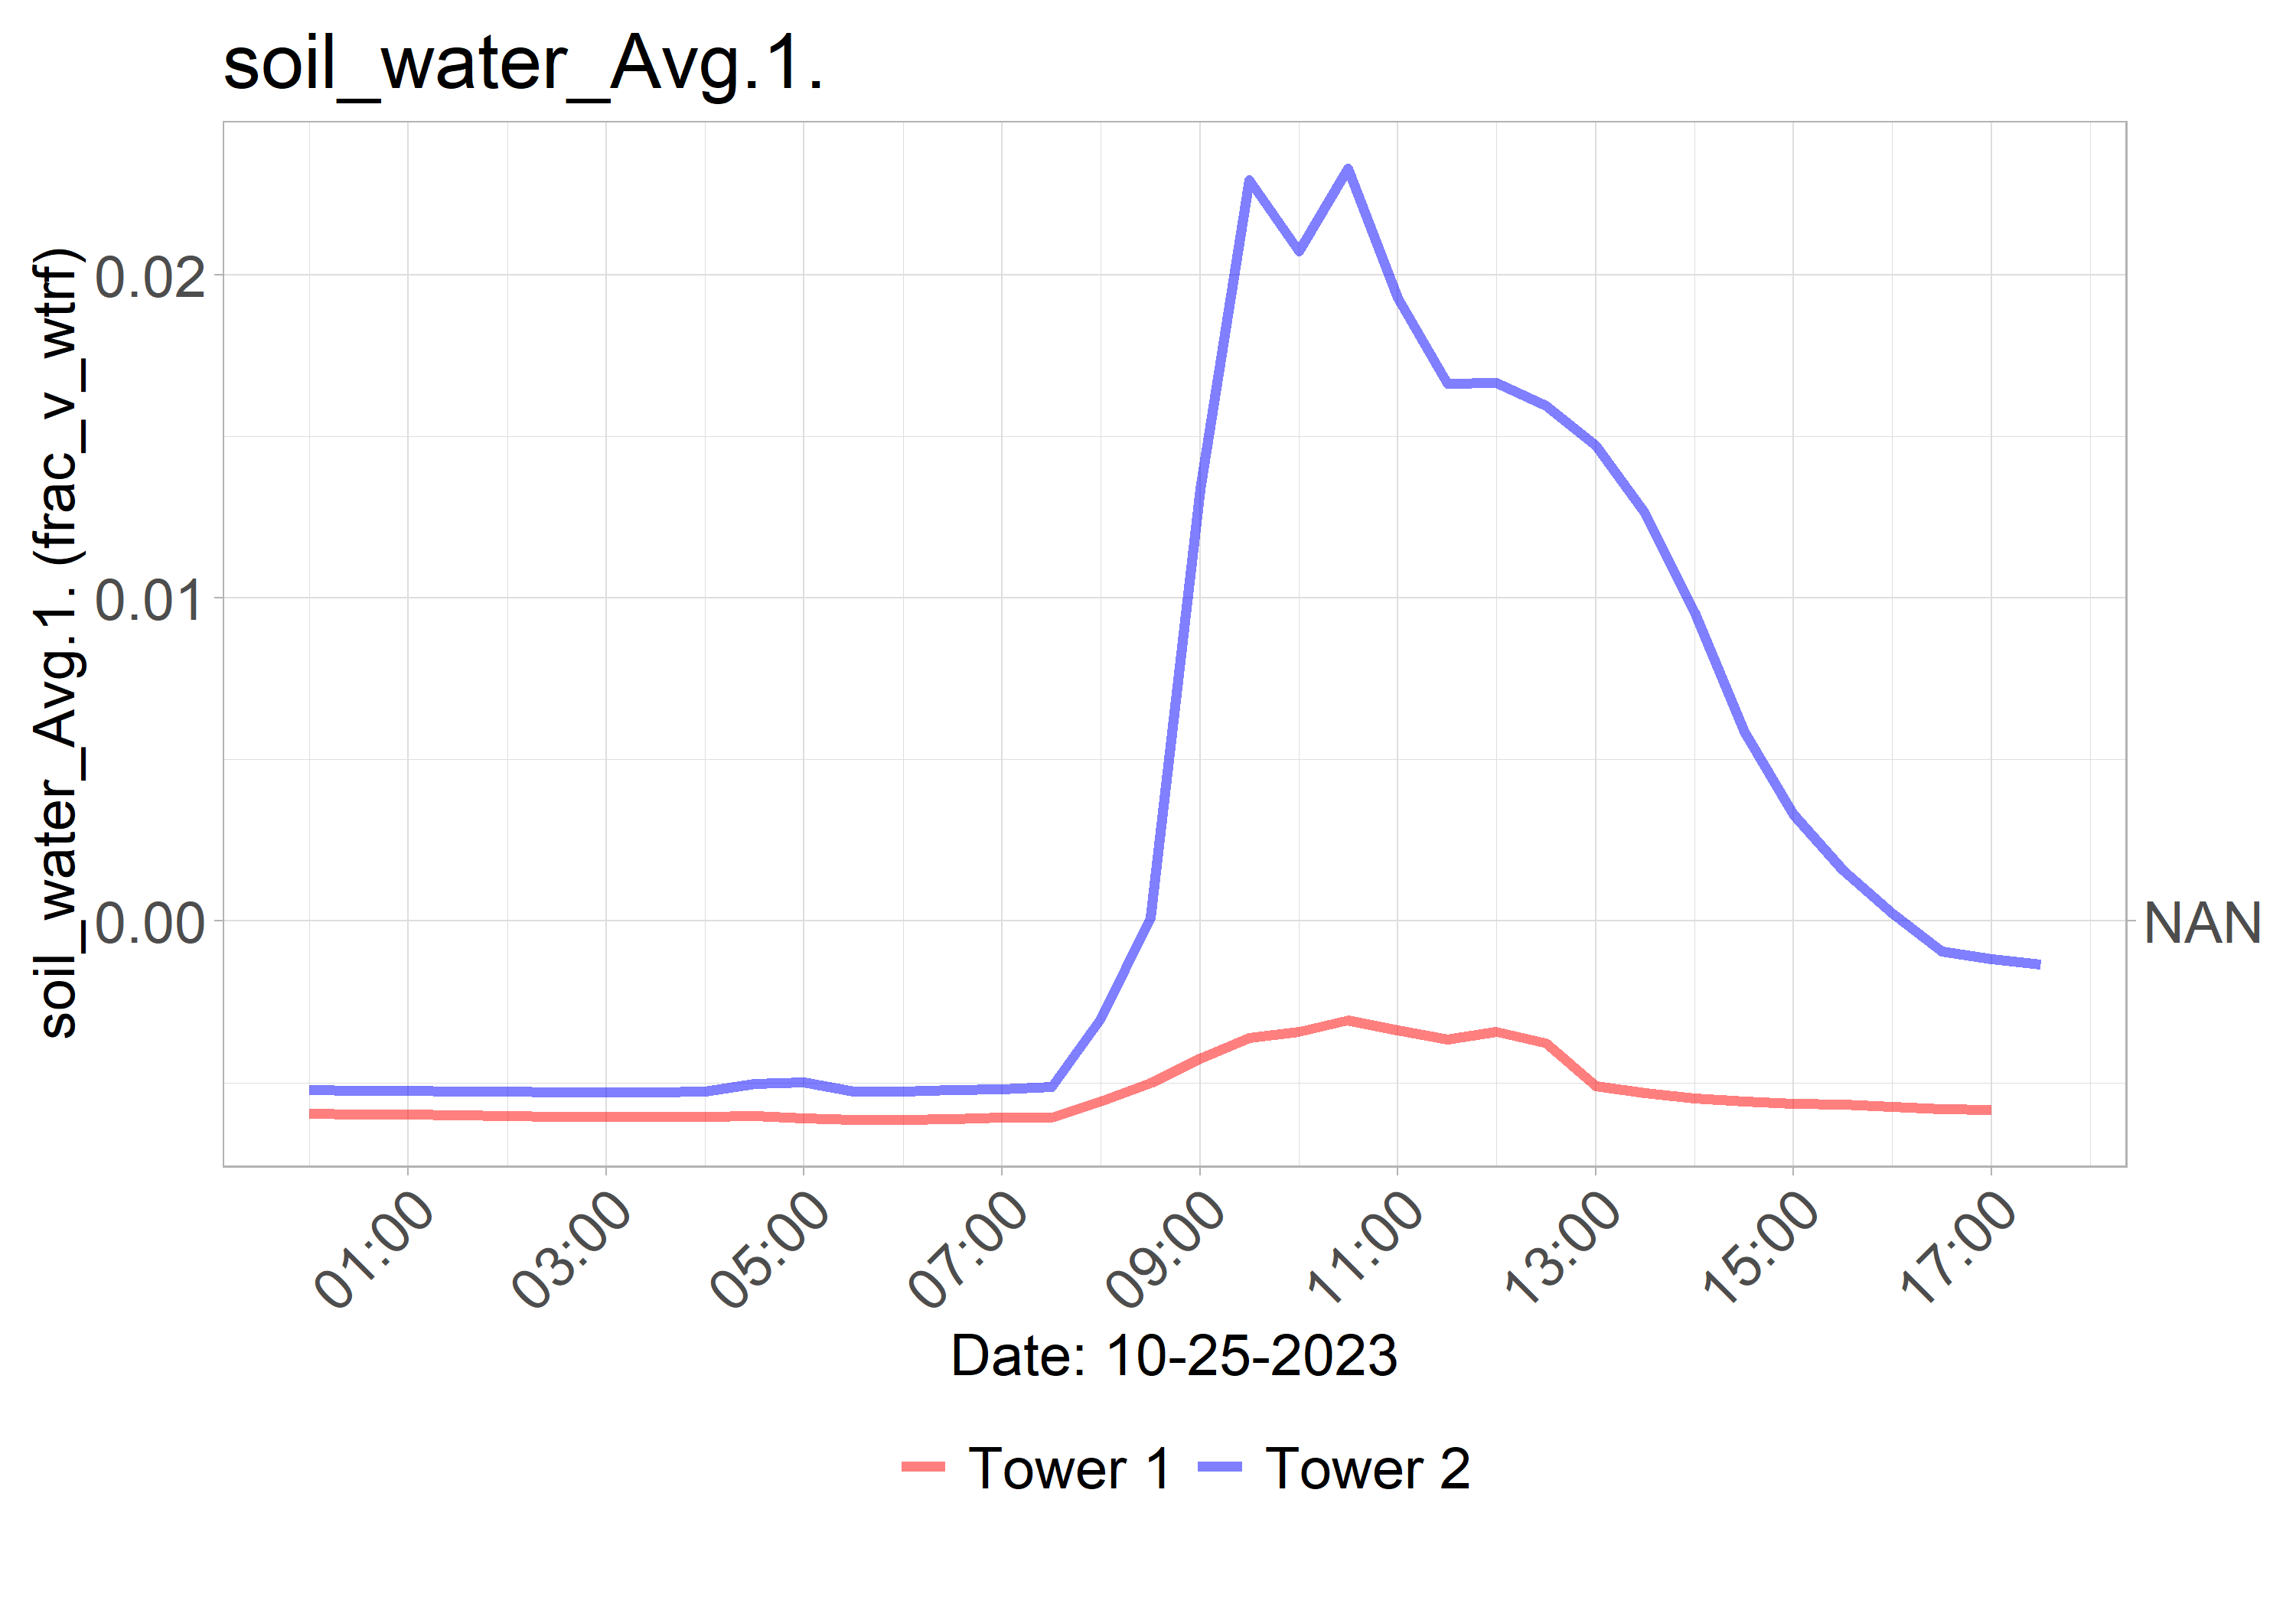 soil_water_Avg.1.
soil_water_Avg.1. (frac_v_wtrf)
0.02
0.01
0.00
NAN
01:00
03:00
05:00
07:00
09:00
11:00
13:00
15:00
17:00
Date: 10-25-2023
Tower 1
Tower 2